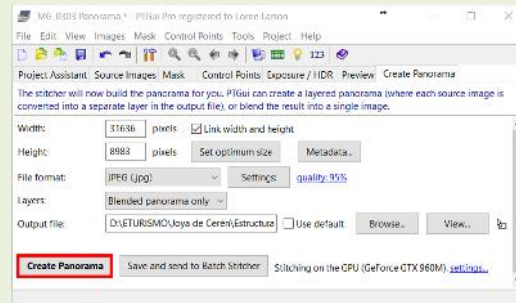 MG_0303 Panorama * - PTGui Pro registered to Loree Larson
File Edit View Images Mask Control Points Tools Project Help
123
Project Assistant Source Images Mask Control Points Exposure / HDR Preview Create Panorama
The stitcher will now build the panorama for you. PTGui can create a layered panorama (where each source image is
converted into a separate layer in the output file), or blend the result into a single image.
Width: 31636 pixels Link width and height
Height: 8983 pixels Set optimum size Metadata...
File format: JPEG (.jpg) Settings: quality: 95%
Layers: Blended panorama only
Output file: D:\ETURISMO\Joya de Cerén\Estructura Use default Browse... View...
Create Panorama Save and send to Batch Stitcher Stitching on the GPU (GeForce GTX 960M). settings...